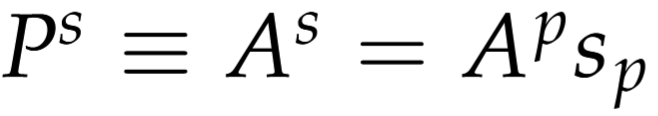 P^s ≡ A^s = A^p s_p